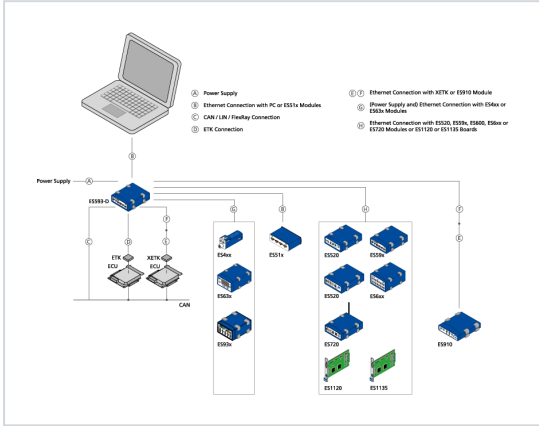 A Power Supply
B Ethernet Connection with PC or ES51x Modules
C CAN / LIN / FlexRay Connection
D ETK Connection
E F Ethernet Connection with XETK or ES910 Module
G (Power Supply and) Ethernet Connection with ES4xx or
ES63x Modules
H Ethernet Connection with ES520, ES59x, ES600, ES6xx or
ES720 Modules or ES1120 or ES1135 Boards
B
Power Supply A
ES593-D
G B H F
F
C D E E
ETK XETK
ECU ECU
CAN
ES4xx ES51x ES520 ES59x
ES63x ES520 ES6xx
ES93x ES720 ES910
ES1120 ES1135